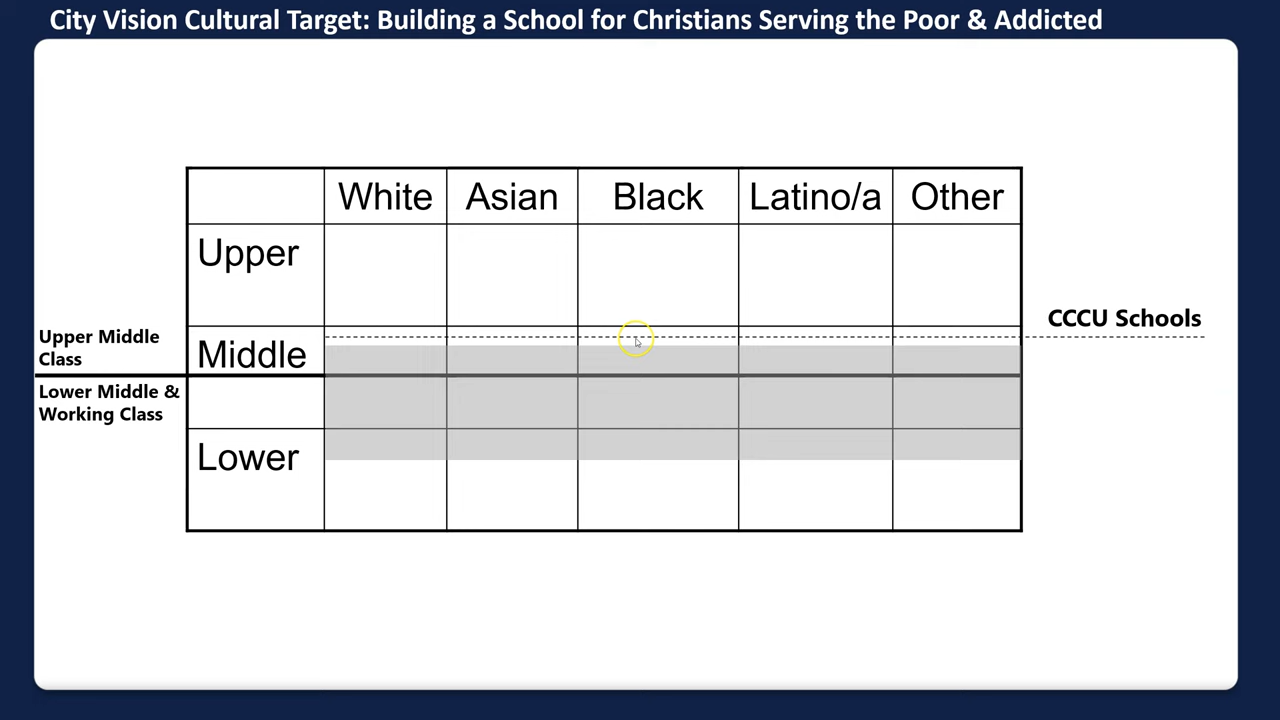 City Vision Cultural Target: Building a School for Christians Serving the Poor & Addicted
White Asian Black Latino/a Other
Upper
CCCU Schools
Upper Middle
Class
Middle
Lower Middle &
Working Class
Lower